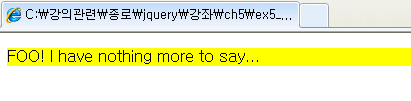 C:₩강의관련₩종로₩jquery₩강좌₩ch5₩ex5_...
FOO! I have nothing more to say...